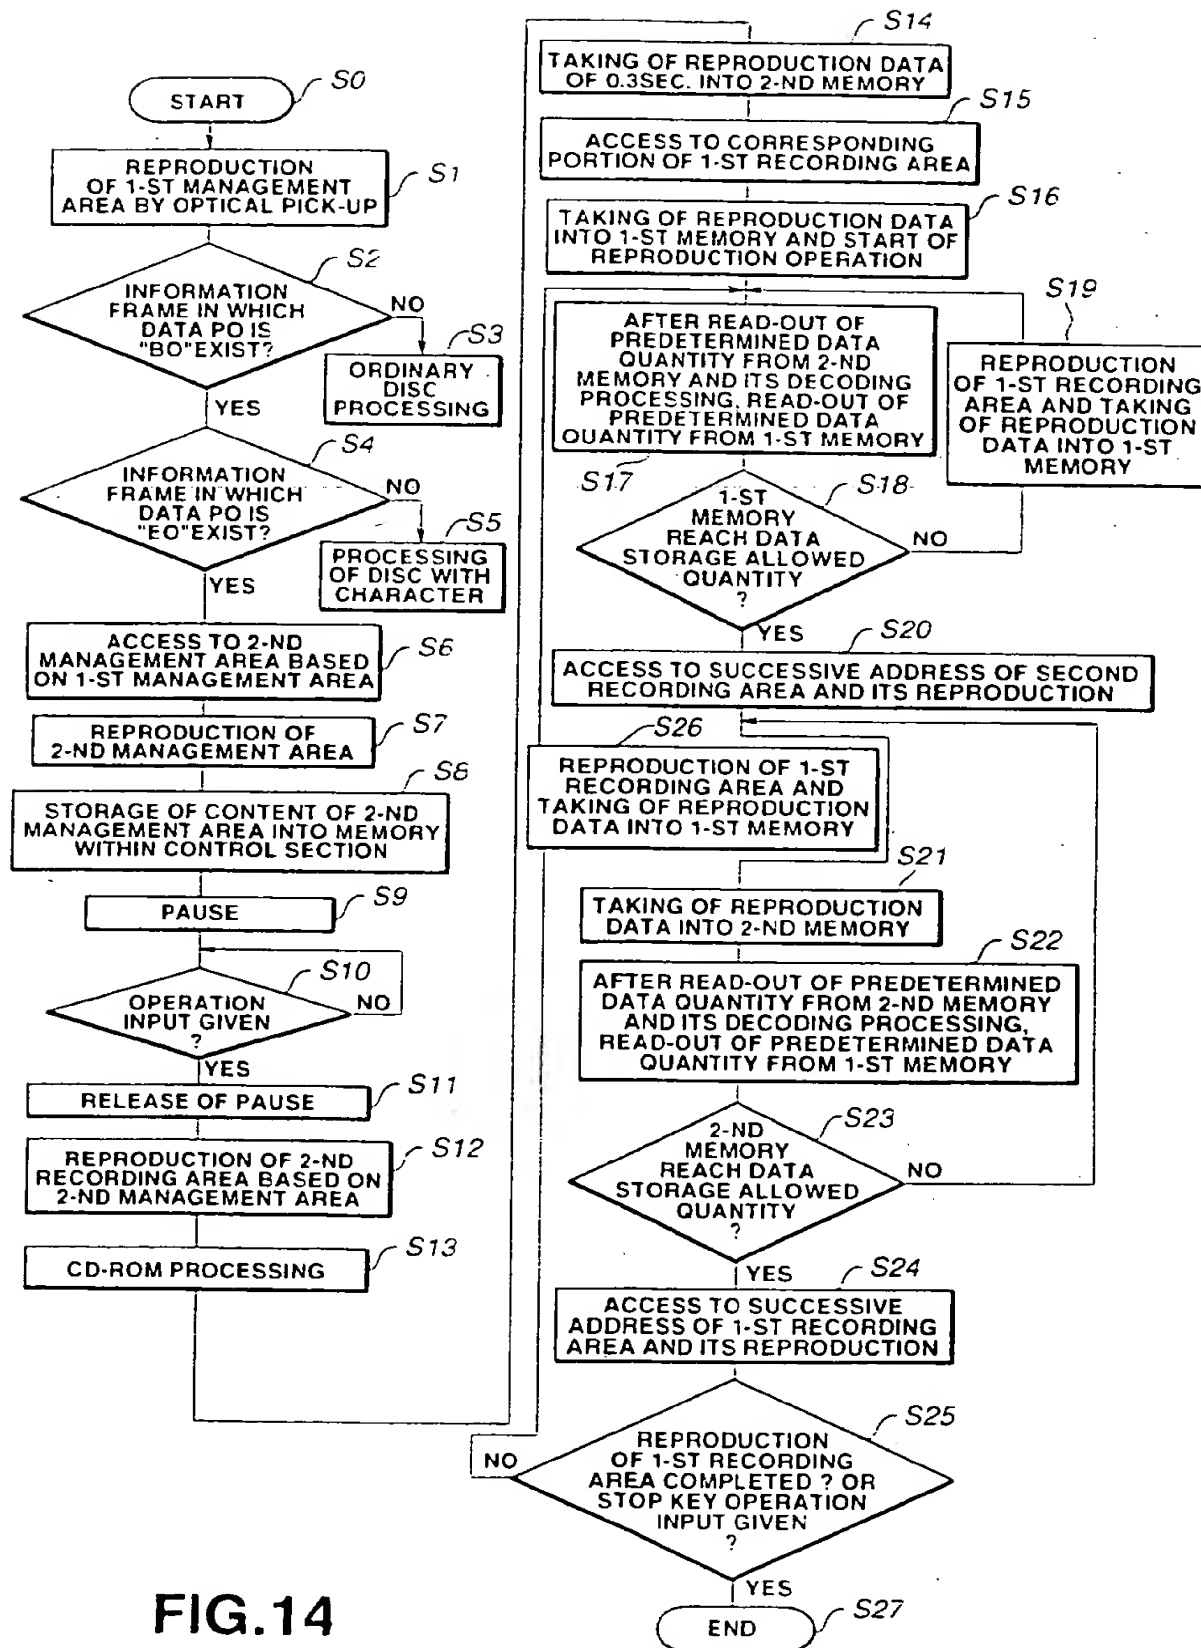 START
S0
REPRODUCTION
OF 1-ST MANAGEMENT
AREA BY OPTICAL PICK-UP
S1
S2
INFORMATION
FRAME IN WHICH
DATA PO IS
"BO"EXIST?
NO
S3
ORDINARY
DISC
PROCESSING
YES
S4
INFORMATION
FRAME IN WHICH
DATA PO IS
"EO"EXIST?
NO
S5
PROCESSING
OF DISC WITH
CHARACTER
YES
ACCESS TO 2-ND
MANAGEMENT AREA BASED
ON 1-ST MANAGEMENT AREA
S6
REPRODUCTION OF
2-ND MANAGEMENT AREA
S7
S8
STORAGE OF CONTENT OF 2-ND
MANAGEMENT AREA INTO MEMORY
WITHIN CONTROL SECTION
PAUSE
S9
S10
OPERATION
INPUT GIVEN
?
NO
YES
RELEASE OF PAUSE
S11
REPRODUCTION OF 2-ND
RECORDING AREA BASED ON
2-ND MANAGEMENT AREA
S12
CD-ROM PROCESSING
S13
S14
TAKING OF REPRODUCTION DATA
OF 0.3SEC. INTO 2-ND MEMORY
S15
ACCESS TO CORRESPONDING
PORTION OF 1-ST RECORDING AREA
S16
TAKING OF REPRODUCTION DATA
INTO 1-ST MEMORY AND START OF
REPRODUCTION OPERATION
AFTER READ-OUT OF
PREDETERMINED DATA
QUANTITY FROM 2-ND
MEMORY AND ITS DECODING
PROCESSING, READ-OUT OF
PREDETERMINED DATA
QUANTITY FROM 1-ST MEMORY
S17
S19
REPRODUCTION
OF 1-ST RECORDING
AREA AND TAKING
OF REPRODUCTION
DATA INTO 1-ST
MEMORY
S18
1-ST
MEMORY
REACH DATA
STORAGE ALLOWED
QUANTITY
?
NO
YES
S20
ACCESS TO SUCCESSIVE ADDRESS OF SECOND
RECORDING AREA AND ITS REPRODUCTION
S26
REPRODUCTION OF 1-ST
RECORDING AREA AND
TAKING OF REPRODUCTION
DATA INTO 1-ST MEMORY
S21
TAKING OF REPRODUCTION
DATA INTO 2-ND MEMORY
S22
AFTER READ-OUT OF PREDETERMINED
DATA QUANTITY FROM 2-ND MEMORY
AND ITS DECODING PROCESSING,
READ-OUT OF PREDETERMINED DATA
QUANTITY FROM 1-ST MEMORY
S23
2-ND
MEMORY
REACH DATA
STORAGE ALLOWED
QUANTITY
?
NO
YES
S24
ACCESS TO SUCCESSIVE
ADDRESS OF 1-ST RECORDING
AREA AND ITS REPRODUCTION
S25
REPRODUCTION
OF 1-ST RECORDING
AREA COMPLETED ? OR
STOP KEY OPERATION
INPUT GIVEN
?
NO
YES
END
S27
FIG.14